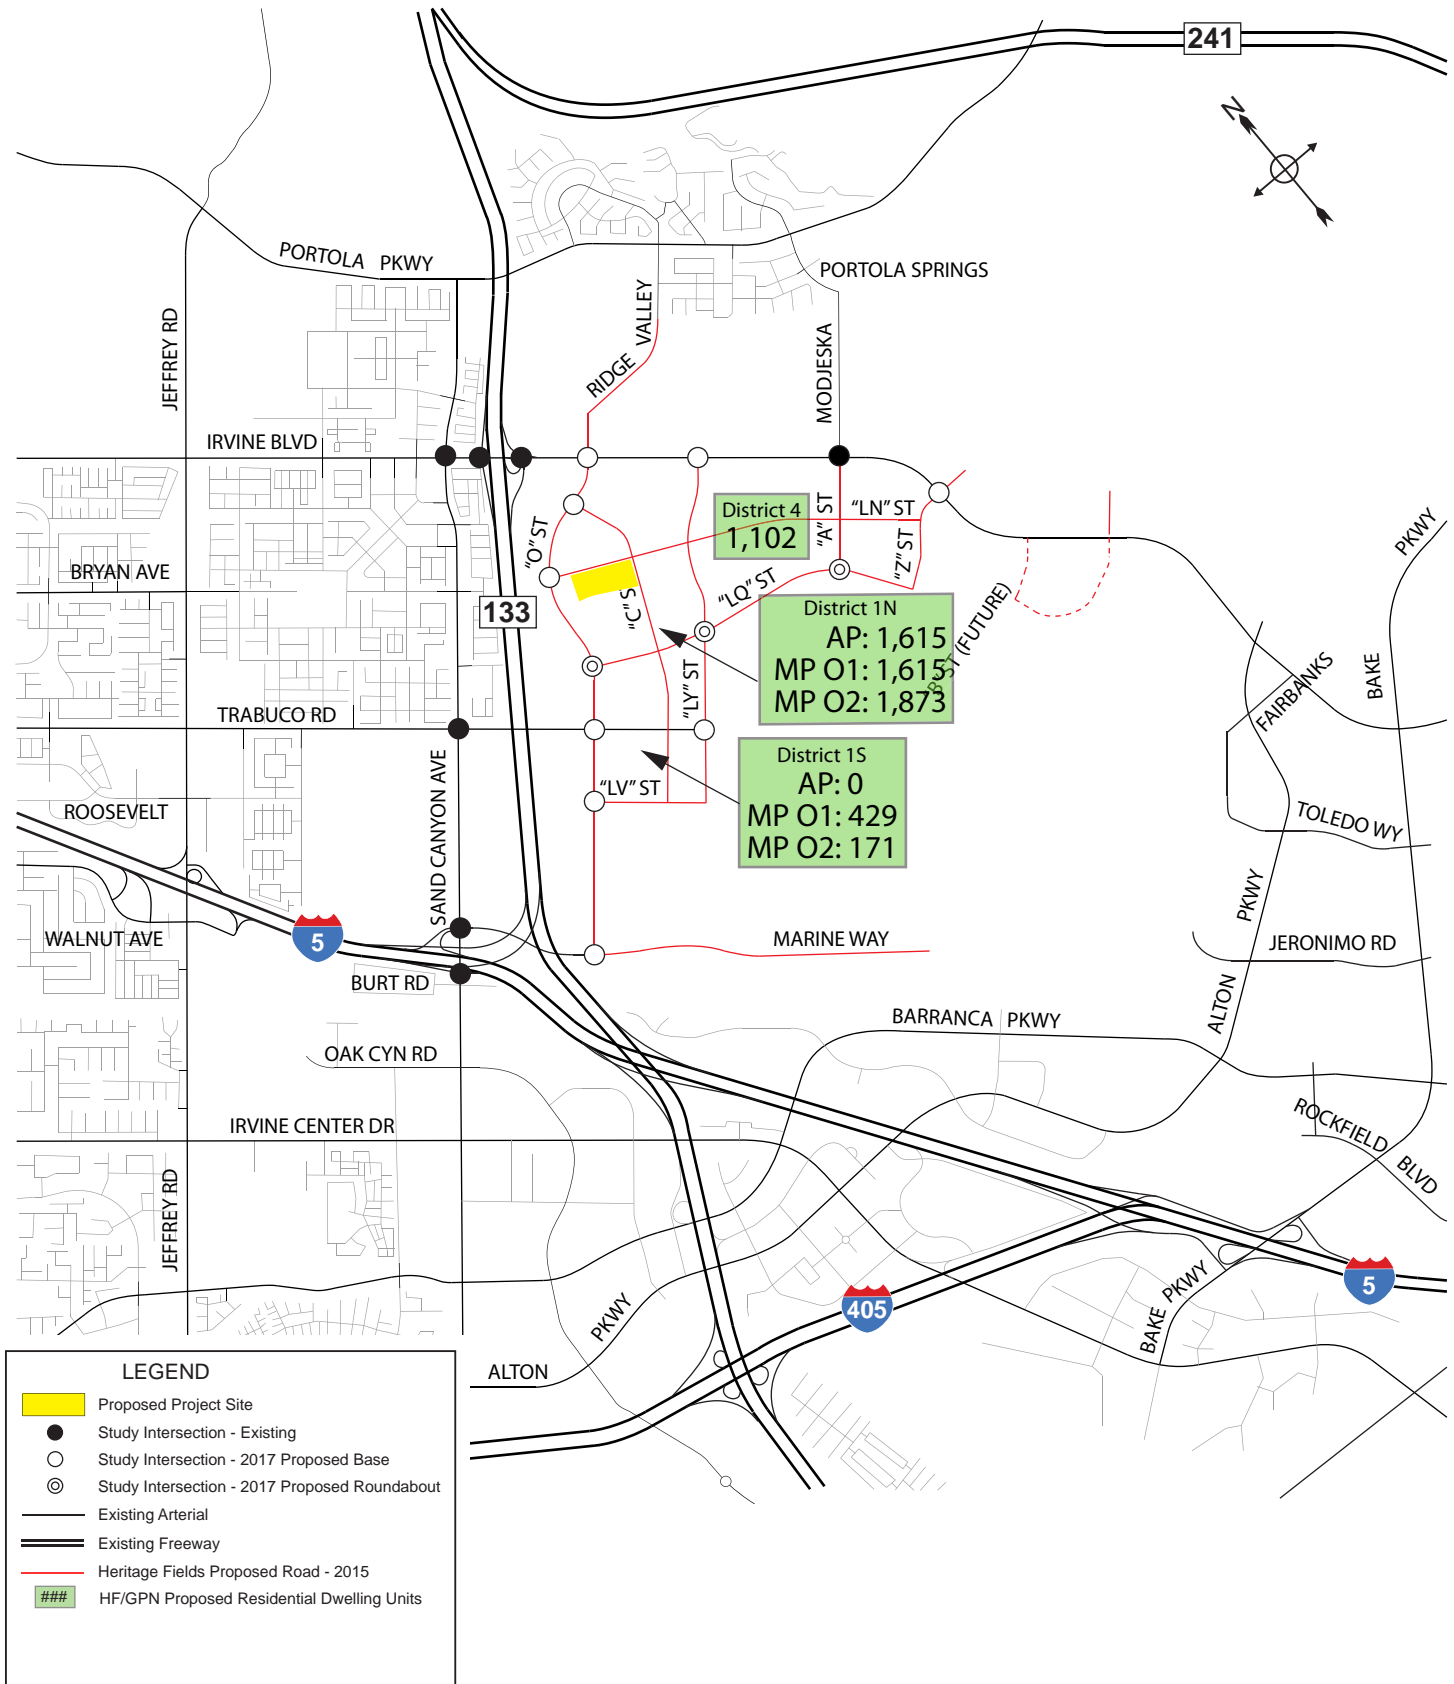 241
N
PORTOLA PKWY
PORTOLA SPRINGS
JEFFREY RD
RIDGE VALLEY
MODJESKA
IRVINE BLVD
District 4
1,102
"A" ST
"LN" ST
"O" ST
"Z" ST
BRYAN AVE
"C" S
"LQ" ST
133
District 1N
AP: 1,615
MP O1: 1,615
MP O2: 1,873
B" ST (FUTURE)
BAKE PKWY
FAIRBANKS
TRABUCO RD
"LY" ST
SAND CANYON AVE
"LV" ST
District 1S
AP: 0
MP O1: 429
MP O2: 171
ROOSEVELT
TOLEDO WY
5
WALNUT AVE
MARINE WAY
JERONIMO RD
ALTON PKWY
BURT RD
BARRANCA PKWY
OAK CYN RD
IRVINE CENTER DR
ROCKFIELD BLVD
JEFFREY RD
5
405
BAKE PKWY
ALTON PKWY
LEGEND
Proposed Project Site
Study Intersection - Existing
Study Intersection - 2017 Proposed Base
Study Intersection - 2017 Proposed Roundabout
Existing Arterial
Existing Freeway
Heritage Fields Proposed Road - 2015
### HF/GPN Proposed Residential Dwelling Units